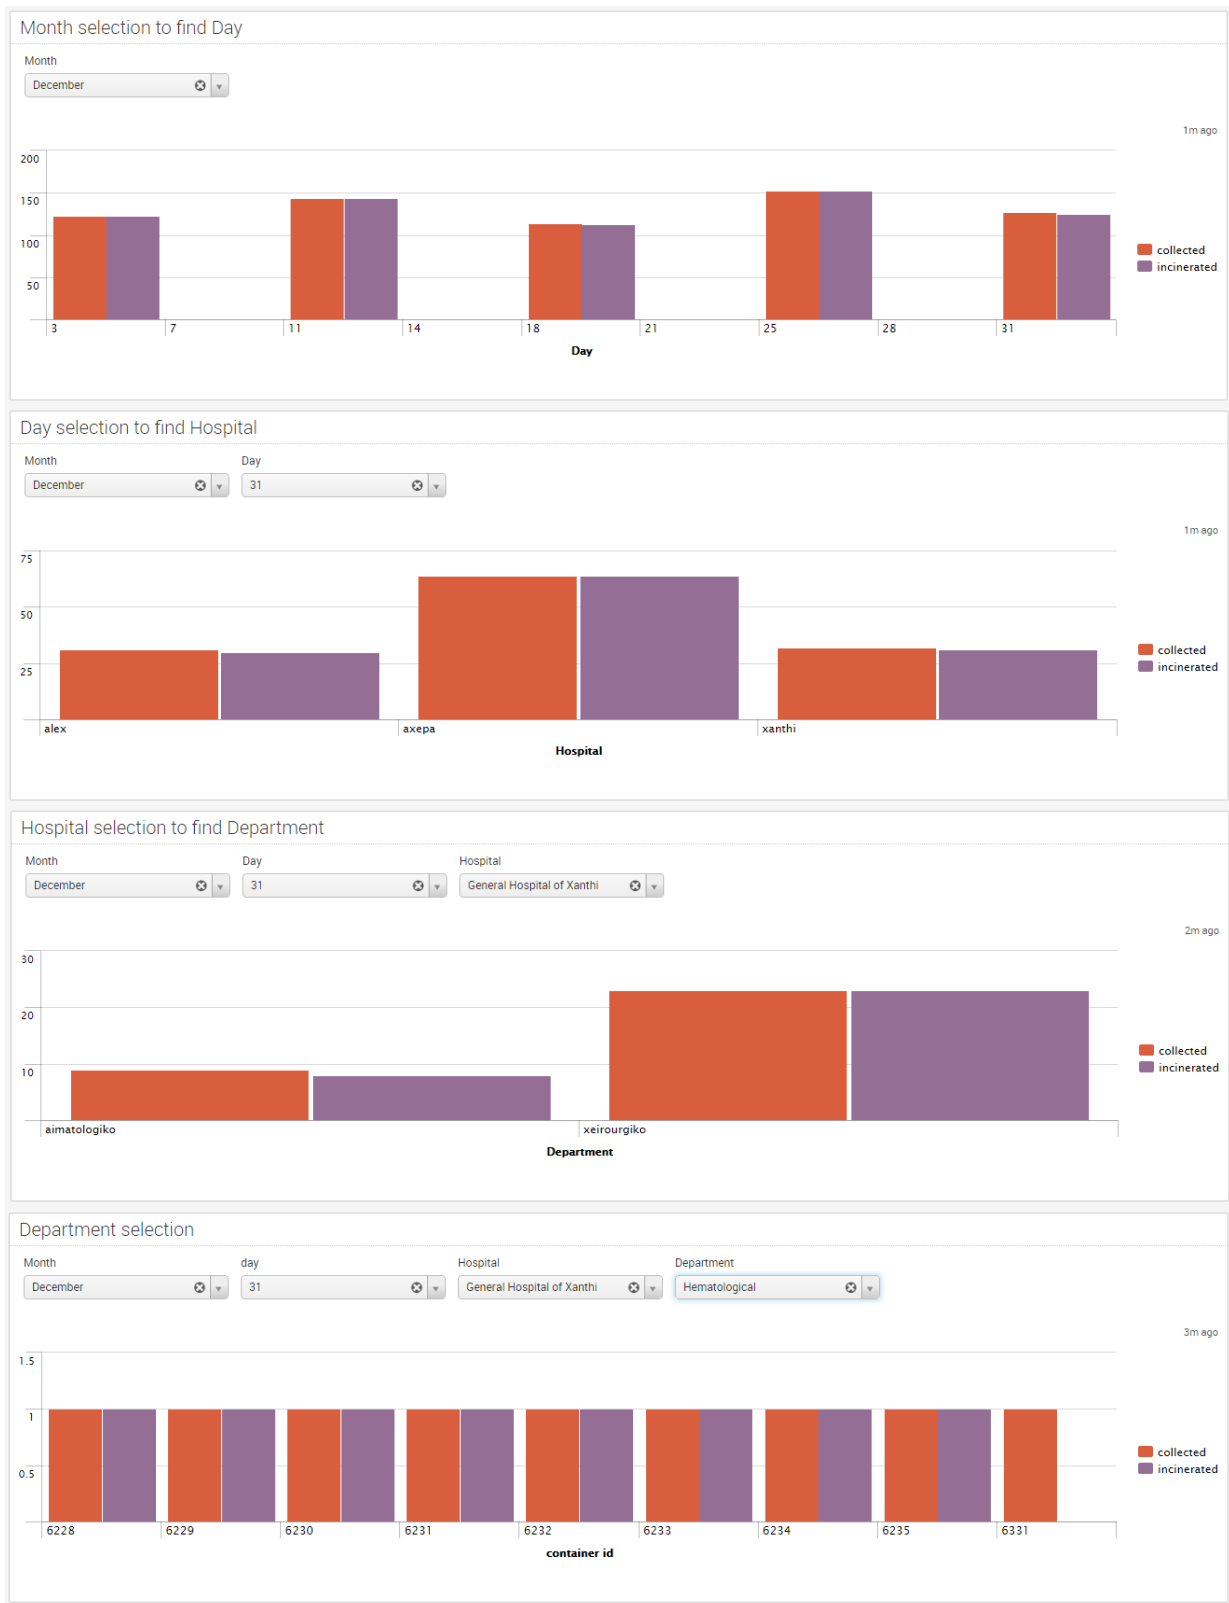 Month selection to find Day
Month
December
1m ago
200
150
100
50
collected
incinerated
3 7 11 14 18 21 25 28 31
Day
Day selection to find Hospital
Month Day
December 31
1m ago
75
50
25
collected
incinerated
alex axepa xanthi
Hospital
Hospital selection to find Department
Month Day Hospital
December 31 General Hospital of Xanthi
2m ago
30
20
10
collected
incinerated
aimatologiko xeirourgiko
Department
Department selection
Month day Hospital Department
December 31 General Hospital of Xanthi Hematological
3m ago
1.5
1
0.5
collected
incinerated
6228 6229 6230 6231 6232 6233 6234 6235 6331
container id